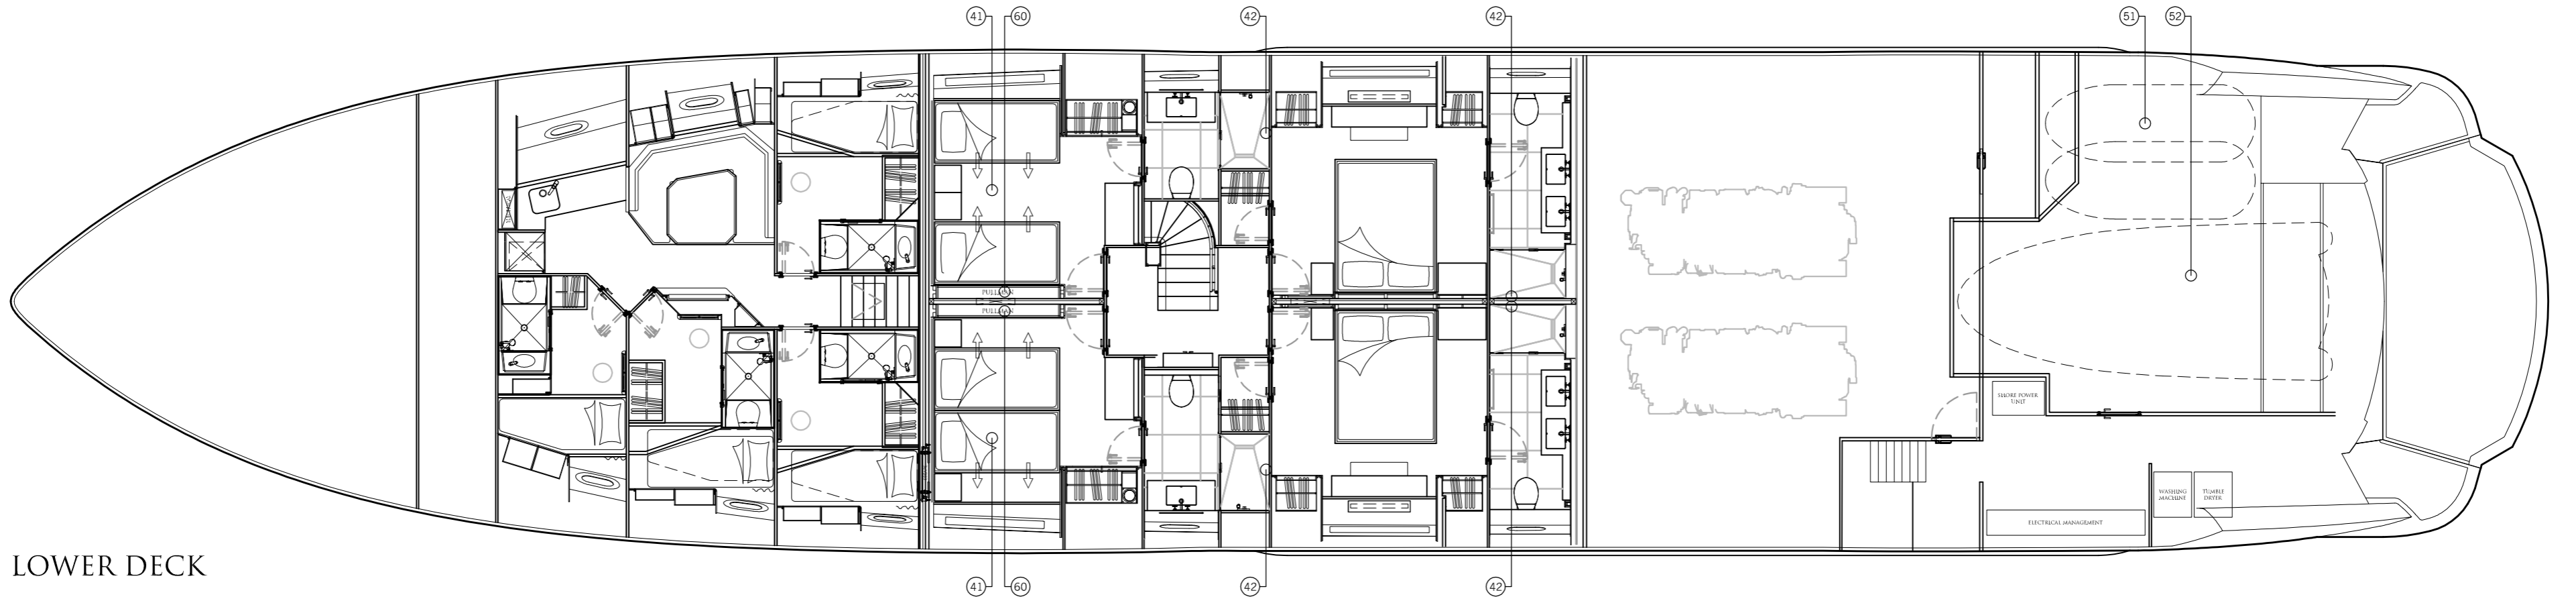 41 60 42 42 51 52
PULLMAN
PULLMAN
SHORE POWER
UNIT
WASHING
MACHINE
TUMBLE
DRYER
ELECTRICAL MANAGEMENT
LOWER DECK
41 60 42 42